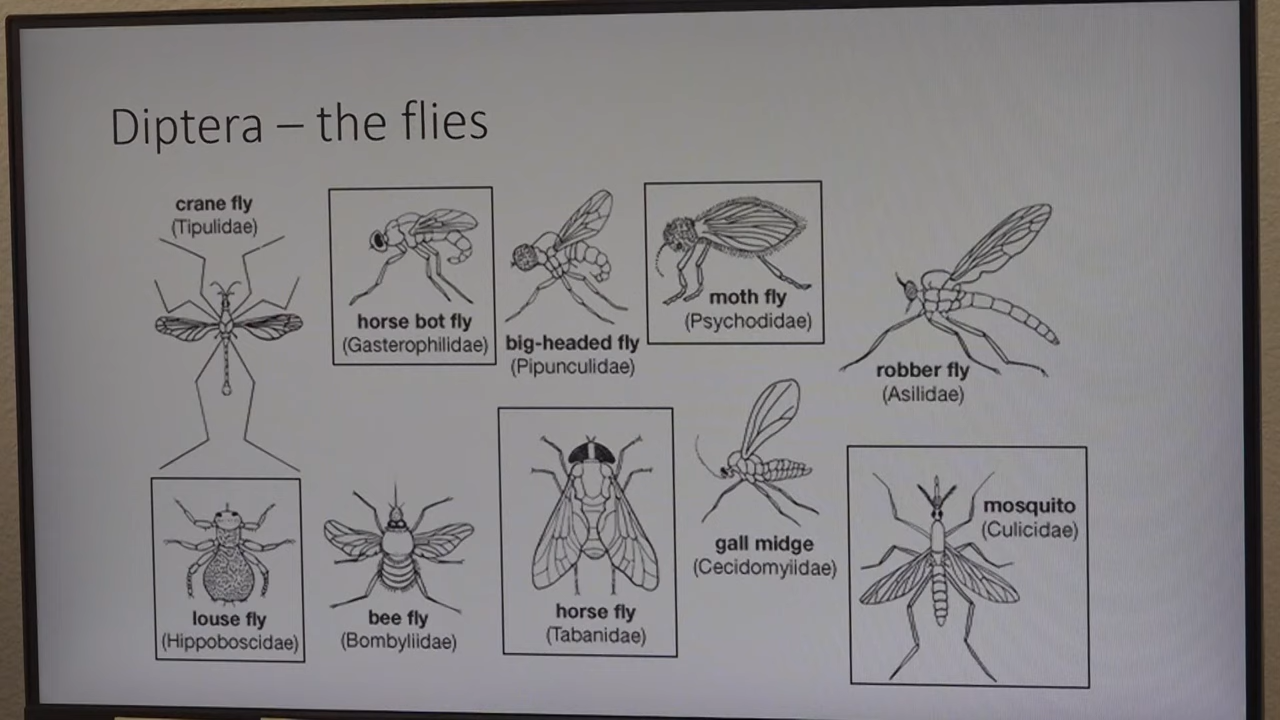 Diptera – the flies
crane fly
(Tipulidae)
horse bot fly
(Gasterophilidae)
big-headed fly
(Pipunculidae)
moth fly
(Psychodidae)
robber fly
(Asilidae)
louse fly
(Hippoboscidae)
bee fly
(Bombyliidae)
horse fly
(Tabanidae)
gall midge
(Cecidomyiidae)
mosquito
(Culicidae)